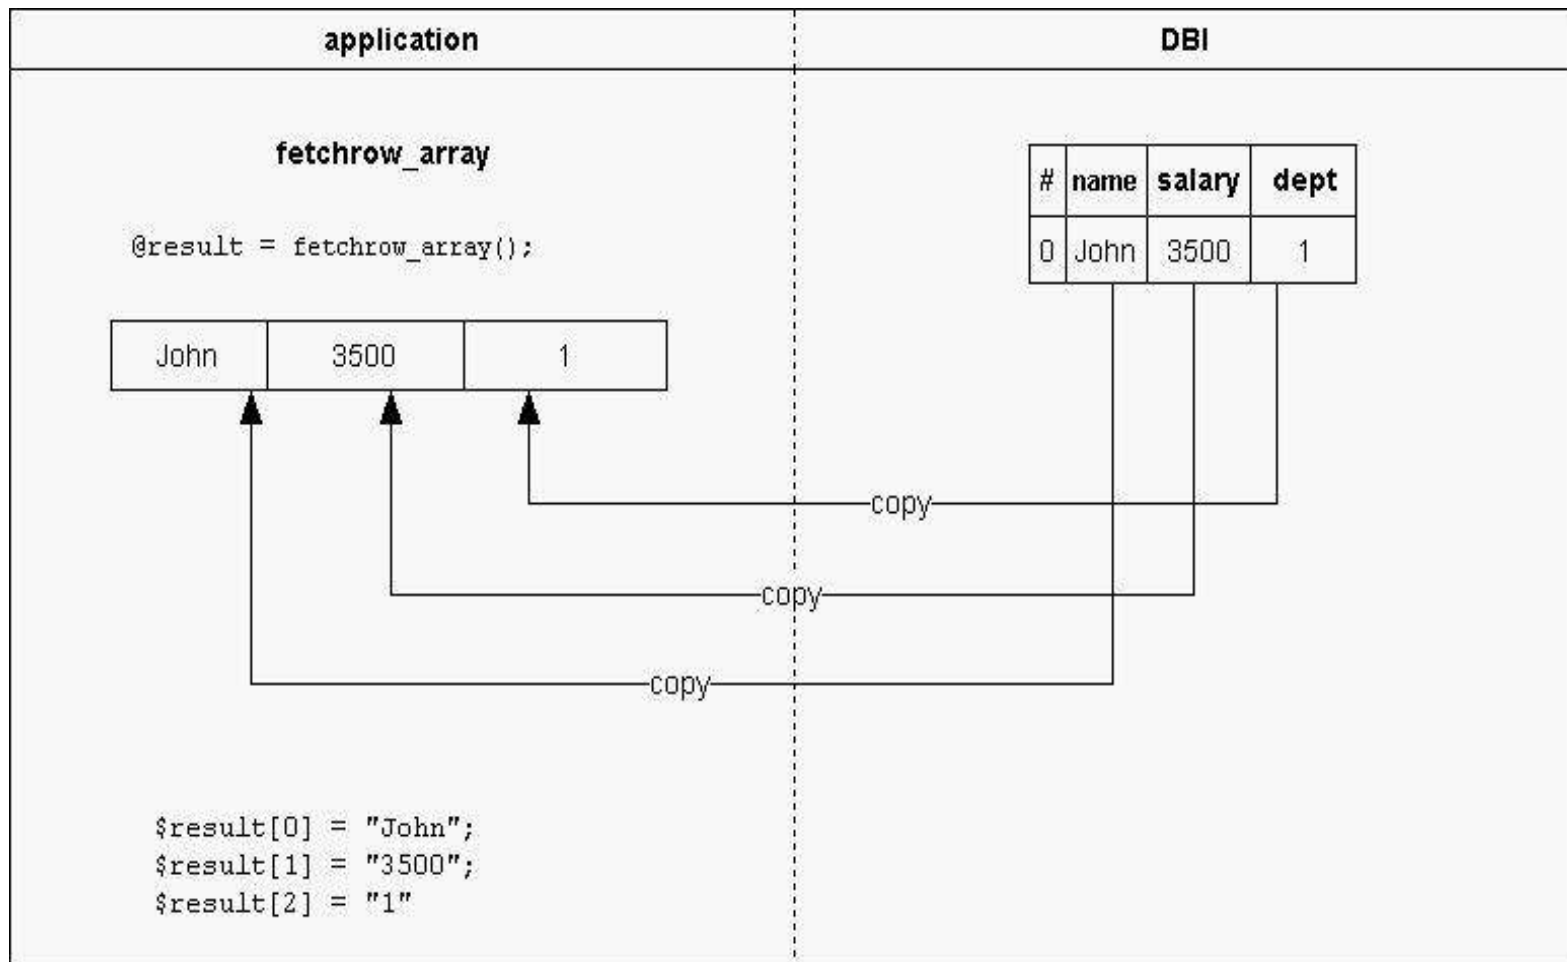 application
DBI
fetchrow_array
@result = fetchrow_array();
John 3500 1
# name salary dept
0 John 3500 1
copy
copy
copy
$result[0] = "John";
$result[1] = "3500";
$result[2] = "1"